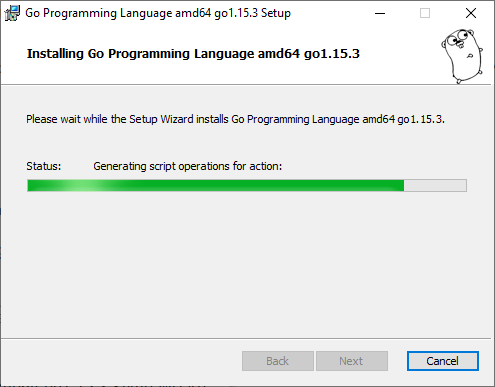 Go Programming Language amd64 go1.15.3 Setup
Installing Go Programming Language amd64 go1.15.3
Please wait while the Setup Wizard installs Go Programming Language amd64 go1.15.3.
Status: Generating script operations for action:
Back Next Cancel